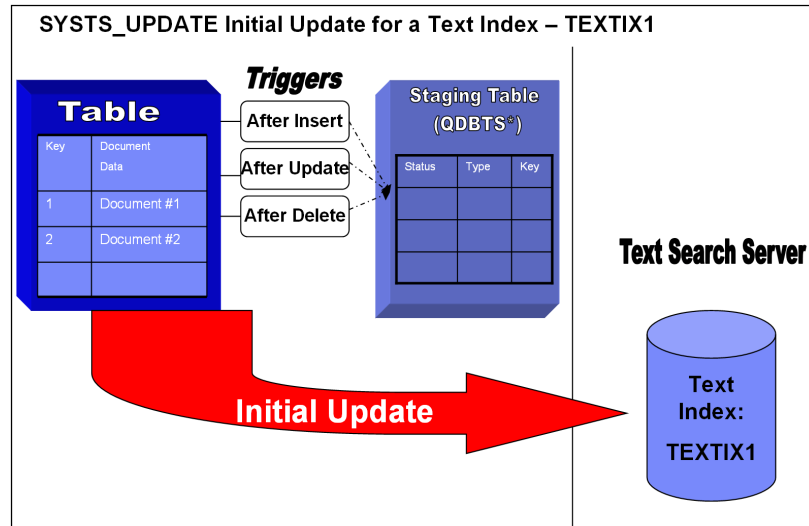 SYSTS_UPDATE Initial Update for a Text Index – TEXTIX1
Triggers
Table
Key
Document
Data
1
Document #1
2
Document #2
After Insert
After Update
After Delete
Staging Table
(QDBTS*)
Status
Type
Key
Text Search Server
Initial Update
Text
Index:
TEXTIX1